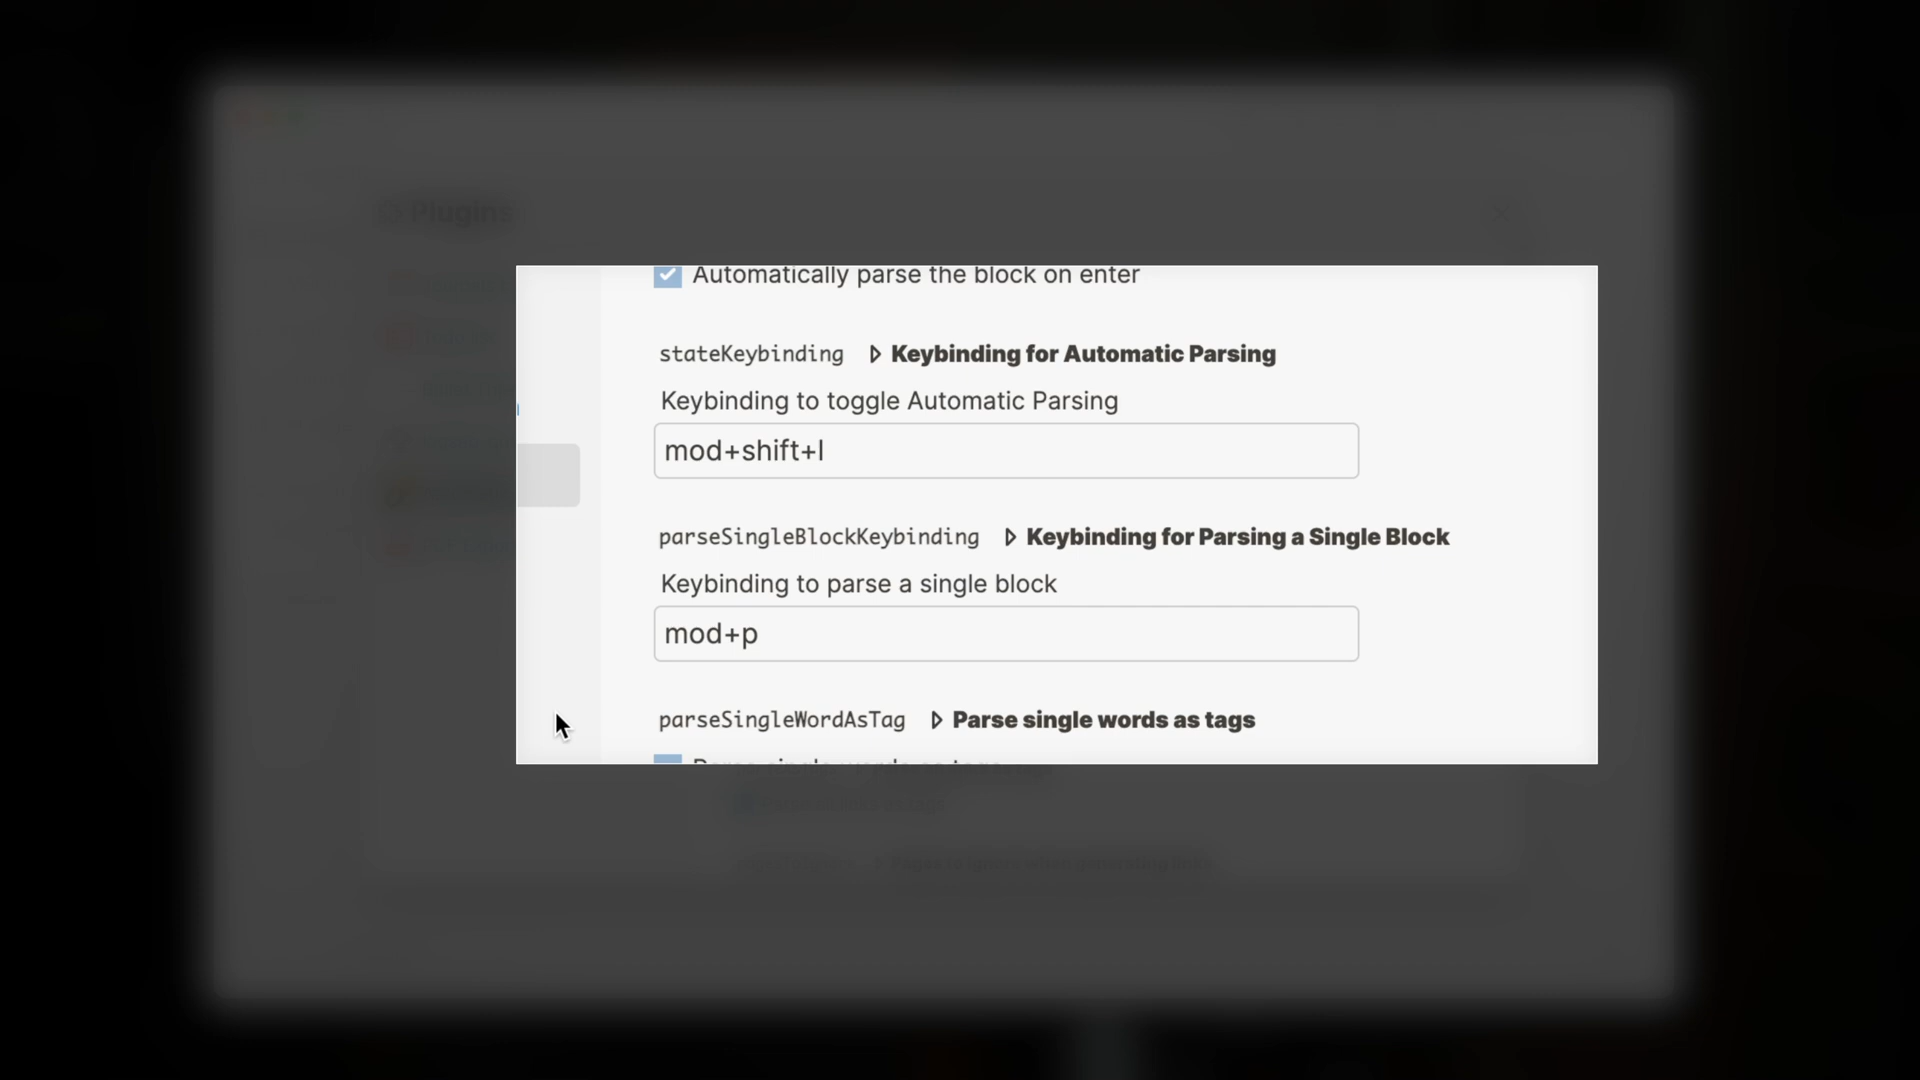 Plugins
Automatically parse the block on enter
stateKeybinding ▷ Keybinding for Automatic Parsing
Keybinding to toggle Automatic Parsing
mod+shift+l
parseSingleBlockKeybinding ▷ Keybinding for Parsing a Single Block
Keybinding to parse a single block
mod+p
parseSingleWordAsTag ▷ Parse single words as tags